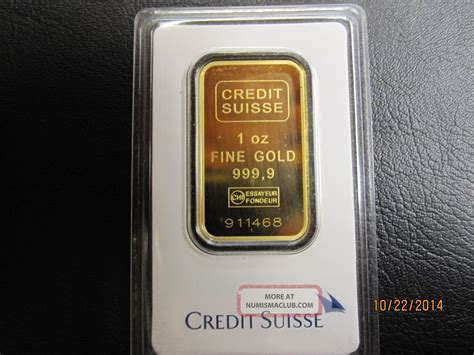 CREDIT
SUISSE
1 oz
FINE GOLD
999,9
CHI ESSAYEUR
FONDEUR
911468
MORE AT
NUMISMACLUB.COM
10/22/2014
CREDIT SUISSE